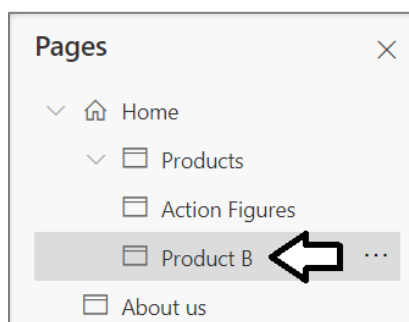 Pages
Home
Products
Action Figures
Product B
About us